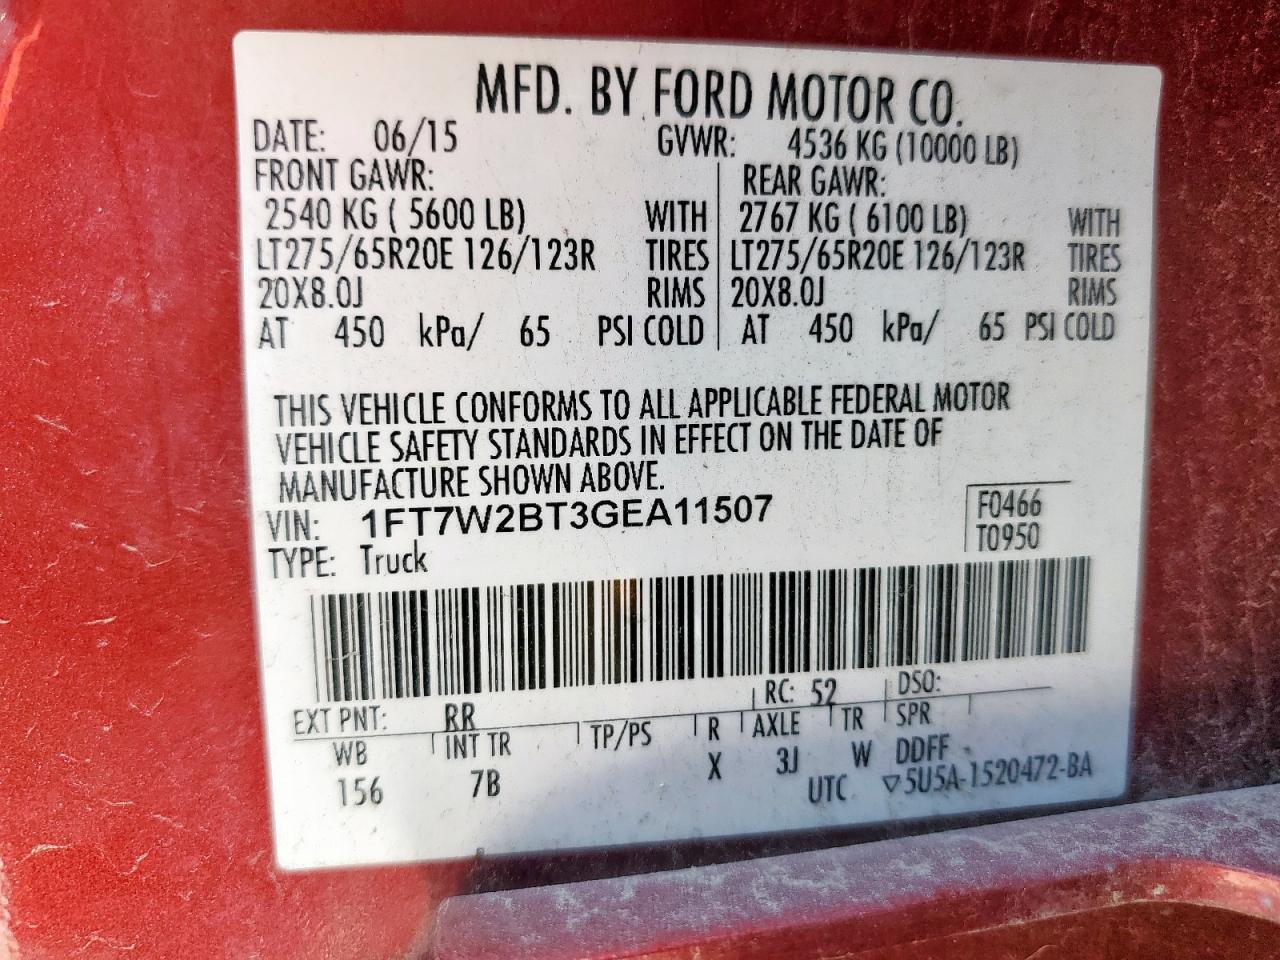 MFD. BY FORD MOTOR CO.
DATE: 06/15 GVWR: 4536 KG (10000 LB)
FRONT GAWR: REAR GAWR:
2540 KG ( 5600 LB) WITH 2767 KG ( 6100 LB) WITH
LT275/65R20E 126/123R TIRES LT275/65R20E 126/123R TIRES
20X8.0J RIMS 20X8.0J RIMS
AT 450 kPa/ 65 PSI COLD AT 450 kPa/ 65 PSI COLD
THIS VEHICLE CONFORMS TO ALL APPLICABLE FEDERAL MOTOR
VEHICLE SAFETY STANDARDS IN EFFECT ON THE DATE OF
MANUFACTURE SHOWN ABOVE.
VIN: 1FT7W2BT3GEA11507 F0466
TYPE: Truck T0950
EXT PNT: RR RC: 52 DSO:
WB INT TR TP/PS R AXLE TR SPR
156 7B X 3J W DDFF
UTC ▽5U5A-1520472-BA